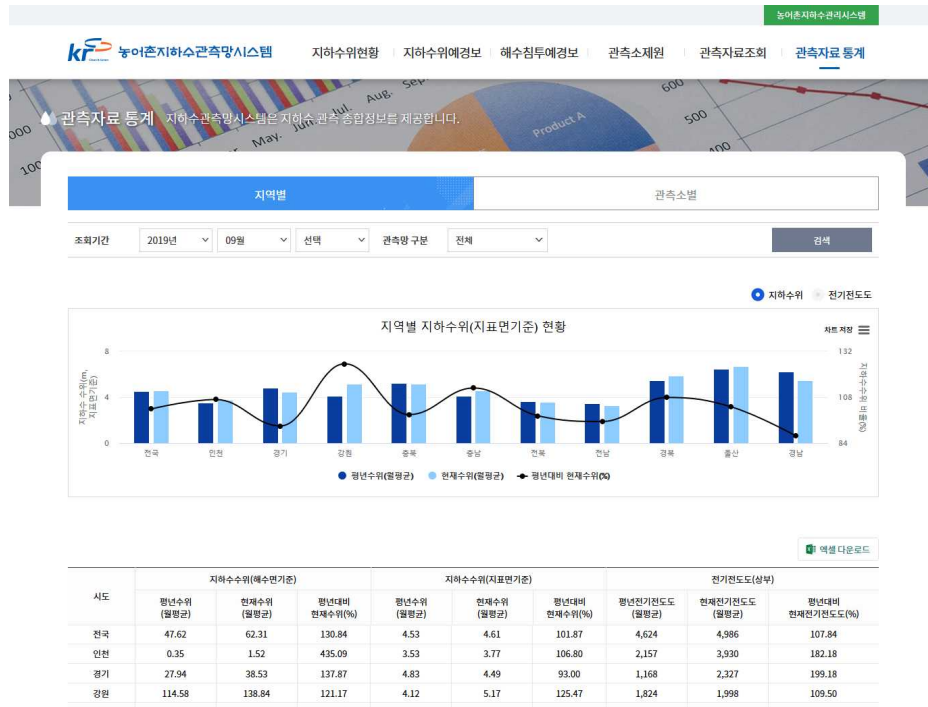 농어촌지하수관리시스템
kr 농어촌지하수관측망시스템 지하수위현황 지하수위예경보 해수침투예경보 관측소제원 관측자료조회 관측자료 통계
관측자료 통계 지하수관측망시스템은 지하수 관측 종합정보를 제공합니다.
May. Jun. Jul. Aug. Sep.
Product A
600
500
400
지역별 관측소별
조회기간 2019년 09월 선택 관측망 구분 전체 검색
지하수위 전기전도도
지역별 지하수위(지표면기준) 현황
차트 저장
지하수 수위(m, 지표면기준)
8
4
0
132
108
84
지하수수위 비율(%)
전국 인천 경기 강원 충북 충남 전북 전남 경북 울산 경남
평년수위(월평균) 현재수위(월평균) 평년대비 현재수위(%)
엑셀 다운로드
시도 지하수수위(해수면기준) 지하수수위(지표면기준) 전기전도도(상부)
평년수위 (월평균) 현재수위 (월평균) 평년대비 현재수위(%) 평년수위 (월평균) 현재수위 (월평균) 평년대비 현재수위(%) 평년전기전도도 (월평균) 현재전기전도도 (월평균) 평년대비 현재전기전도도(%)
전국 47.62 62.31 130.84 4.53 4.61 101.87 4,624 4,986 107.84
인천 0.35 1.52 435.09 3.53 3.77 106.80 2,157 3,930 182.18
경기 27.94 38.53 137.87 4.83 4.49 93.00 1,168 2,327 199.18
강원 114.58 138.84 121.17 4.12 5.17 125.47 1,824 1,998 109.50